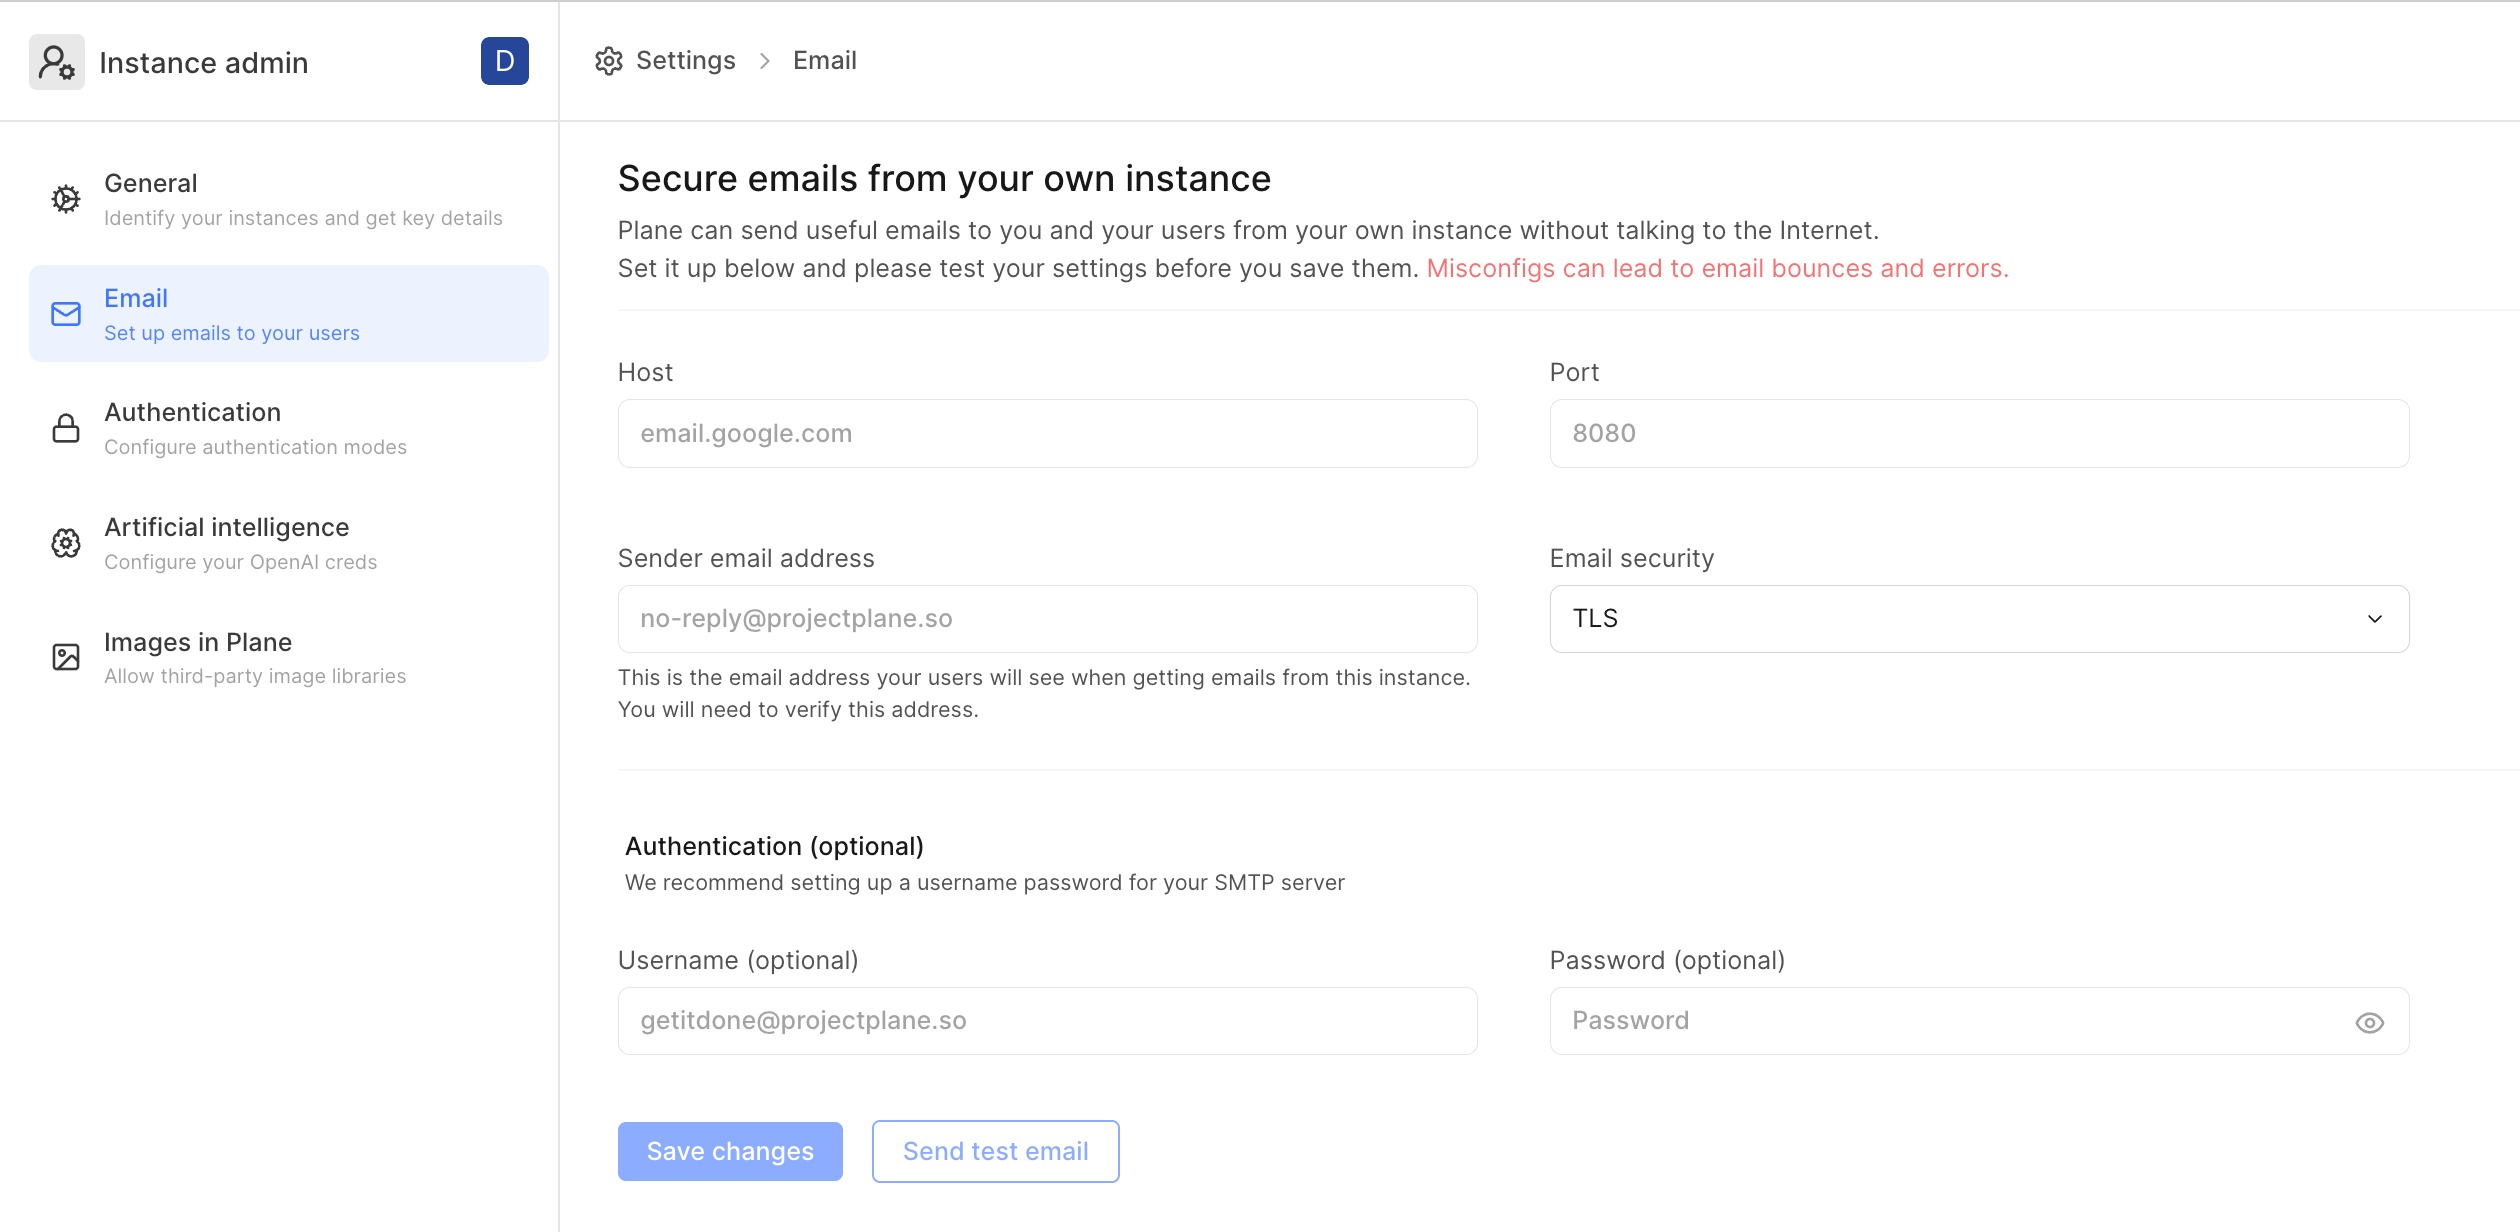 Instance admin
D
Settings
Email
General
Identify your instances and get key details
Email
Set up emails to your users
Authentication
Configure authentication modes
Artificial intelligence
Configure your OpenAI creds
Images in Plane
Allow third-party image libraries
Secure emails from your own instance
Plane can send useful emails to you and your users from your own instance without talking to the Internet.
Set it up below and please test your settings before you save them. Misconfigs can lead to email bounces and errors.
Host
Port
email.google.com
8080
Sender email address
Email security
no-reply@projectplane.so
TLS
This is the email address your users will see when getting emails from this instance.
You will need to verify this address.
Authentication (optional)
We recommend setting up a username password for your SMTP server
Username (optional)
Password (optional)
getitdone@projectplane.so
Password
Save changes
Send test email